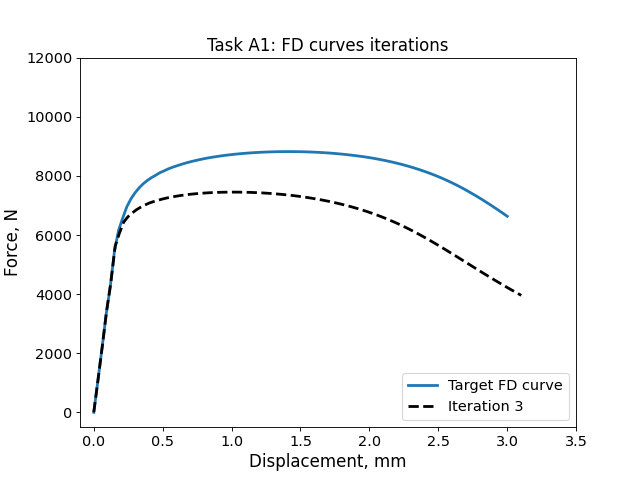 Task A1: FD curves iterations
12000
10000
8000
6000
4000
2000
0
Force, N
Target FD curve
Iteration 3
0.0 0.5 1.0 1.5 2.0 2.5 3.0 3.5
Displacement, mm